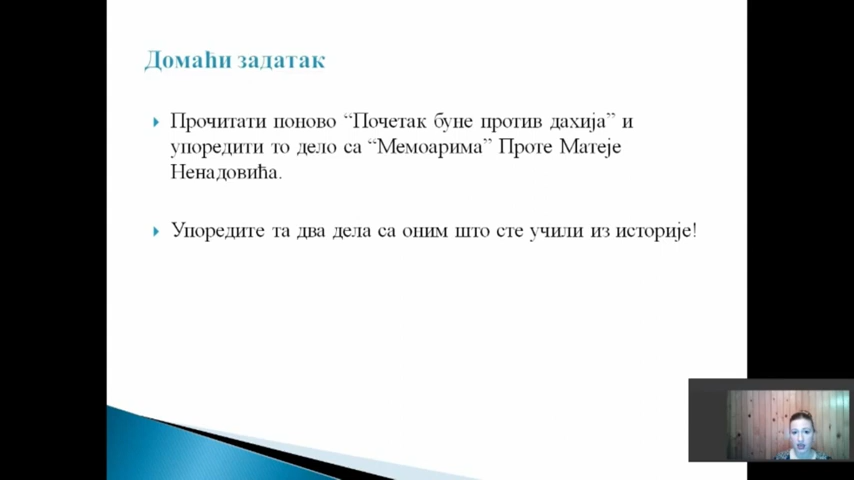 Домаћи задатак
Прочитати поново “Почетак буне против дахија” и
упоредити то дело са “Мемоарима” Проте Матеје
Ненадовића.
Упоредите та два дела са оним што сте учили из историје!